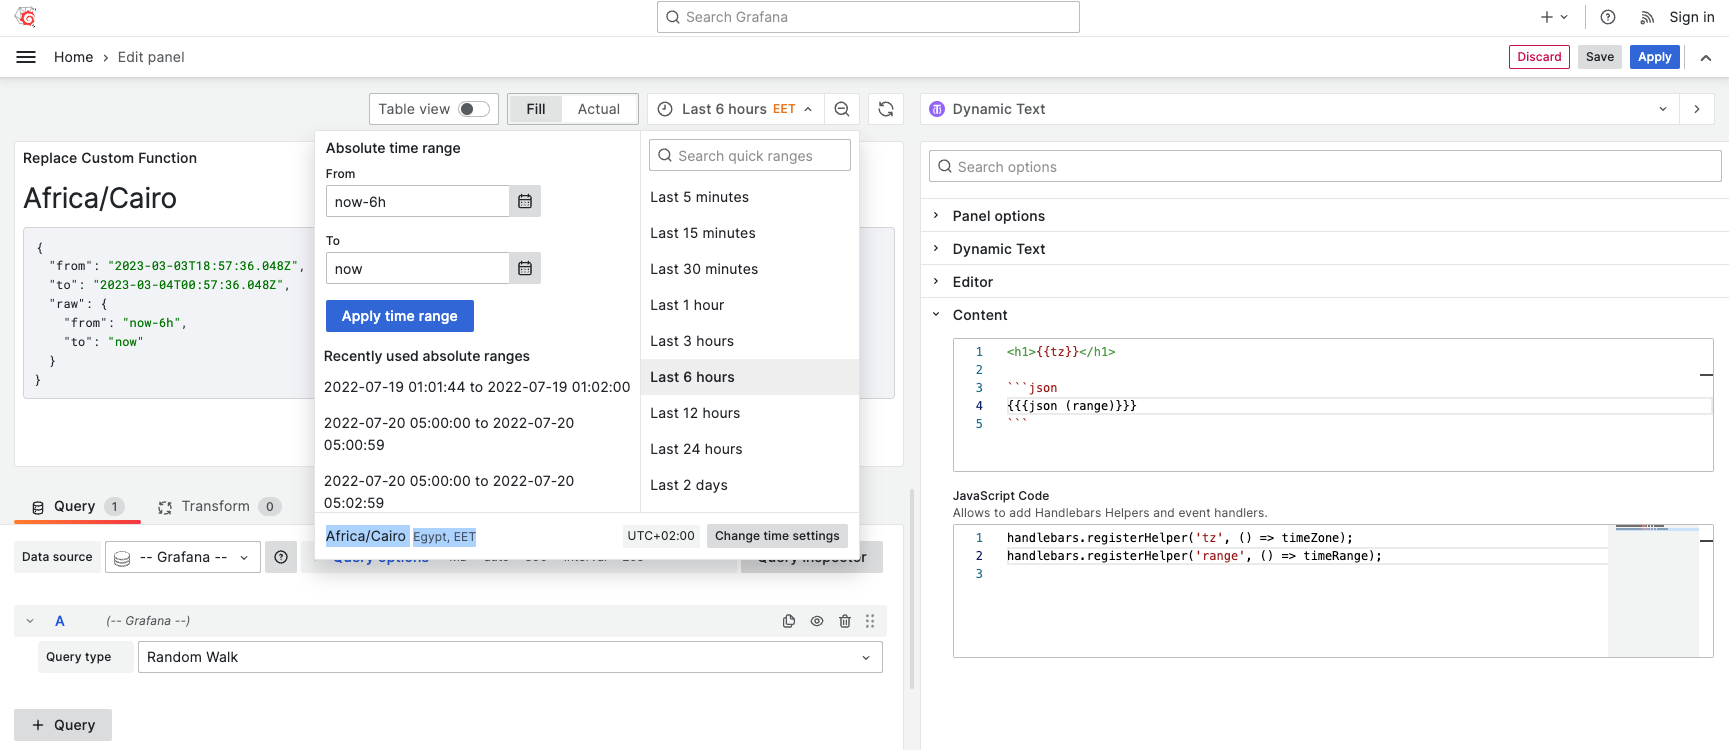 Search Grafana
Sign in
Home › Edit panel
Discard
Save
Apply
Table view
Fill
Actual
Last 6 hours EET
Dynamic Text
Replace Custom Function
Africa/Cairo
{
"from": "2023-03-03T18:57:36.048Z",
"to": "2023-03-04T00:57:36.048Z",
"raw": {
"from": "now-6h",
"to": "now"
}
}
Absolute time range
From
now-6h
To
now
Apply time range
Recently used absolute ranges
2022-07-19 01:01:44 to 2022-07-19 01:02:00
2022-07-20 05:00:00 to 2022-07-20
05:00:59
2022-07-20 05:00:00 to 2022-07-20
05:02:59
Search quick ranges
Last 5 minutes
Last 15 minutes
Last 30 minutes
Last 1 hour
Last 3 hours
Last 6 hours
Last 12 hours
Last 24 hours
Last 2 days
Africa/Cairo Egypt, EET
UTC+02:00
Change time settings
Query 1
Transform 0
Data source
-- Grafana --
Query options
Query inspector
A (-- Grafana --)
Query type
Random Walk
+ Query
Search options
Panel options
Dynamic Text
Editor
Content
1 <h1>{{tz}}</h1>
2
3 ```json
4 {{{json (range)}}}
5 ```
JavaScript Code
Allows to add Handlebars Helpers and event handlers.
1 handlebars.registerHelper('tz', () => timeZone);
2 handlebars.registerHelper('range', () => timeRange);
3